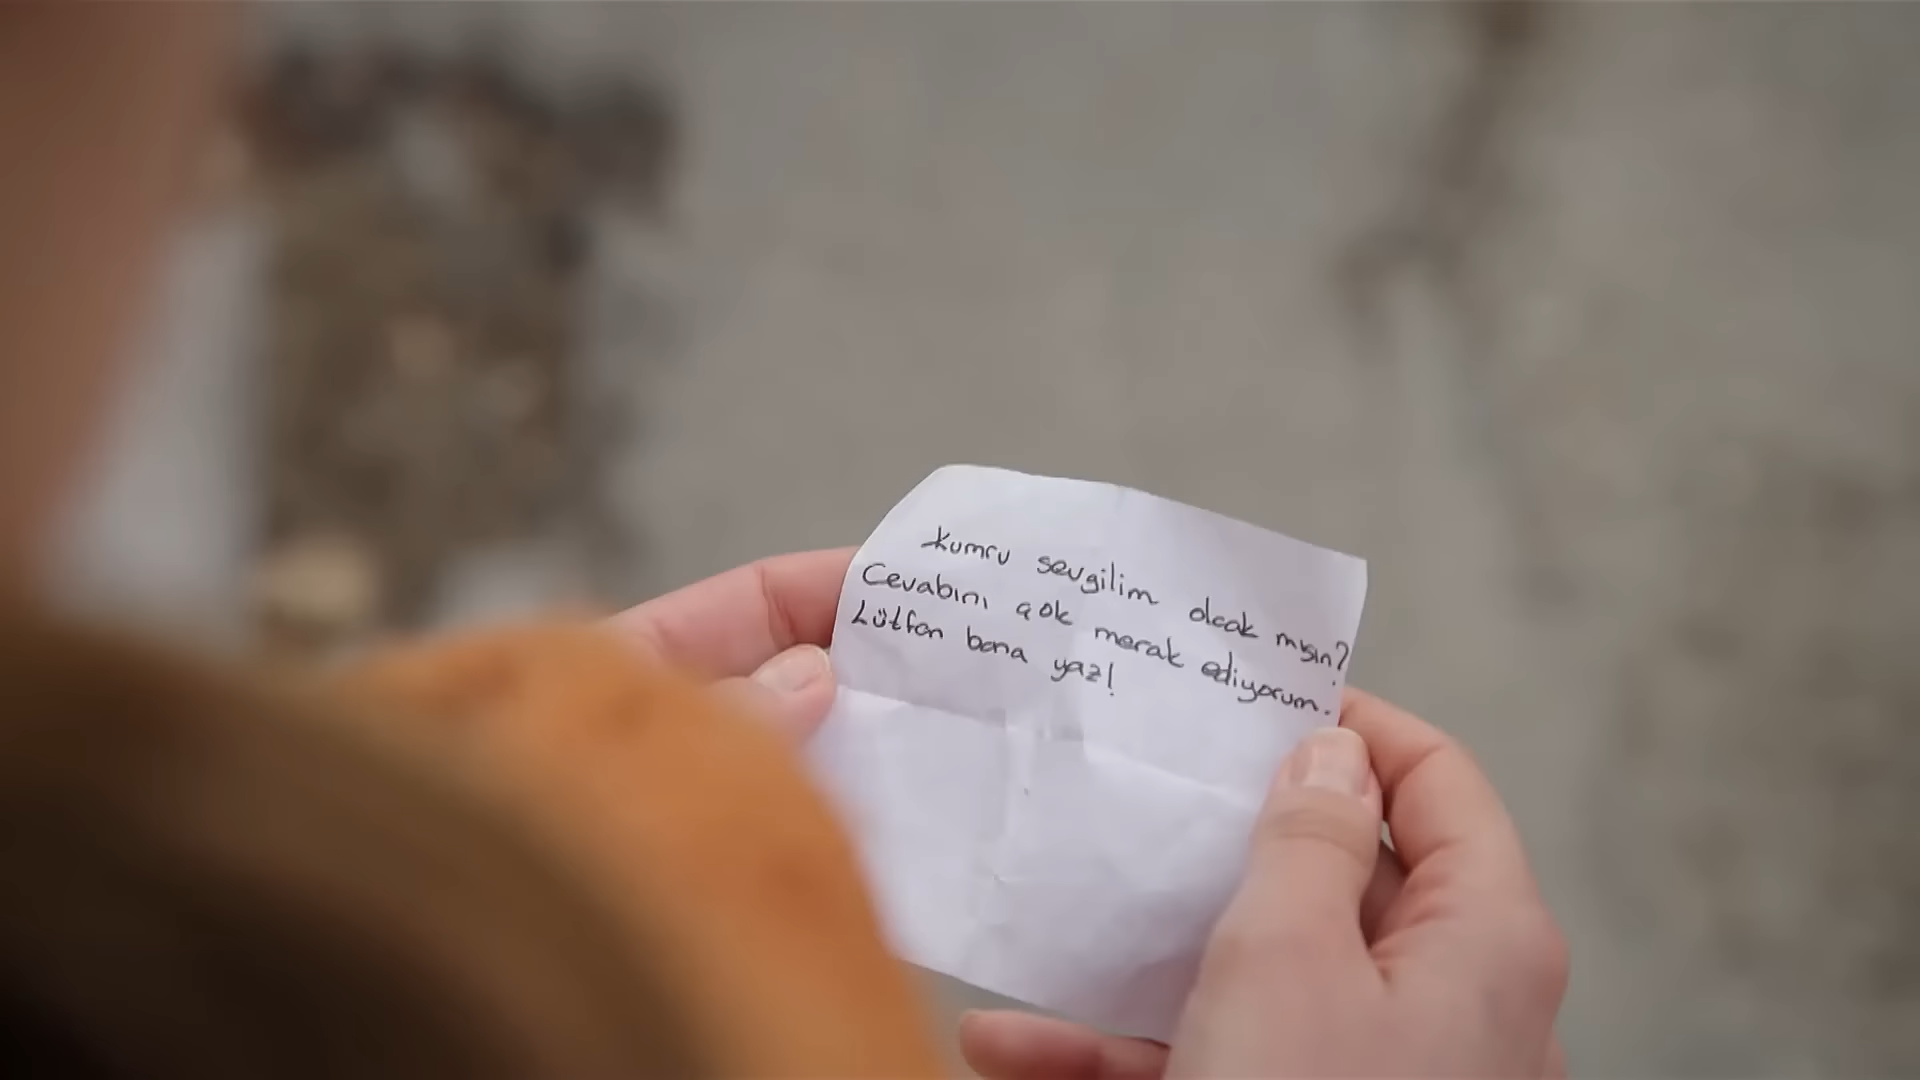 Kumru sevgilim olcak mısın?
Cevabını çok merak ediyorum.
Lütfen bana yaz!